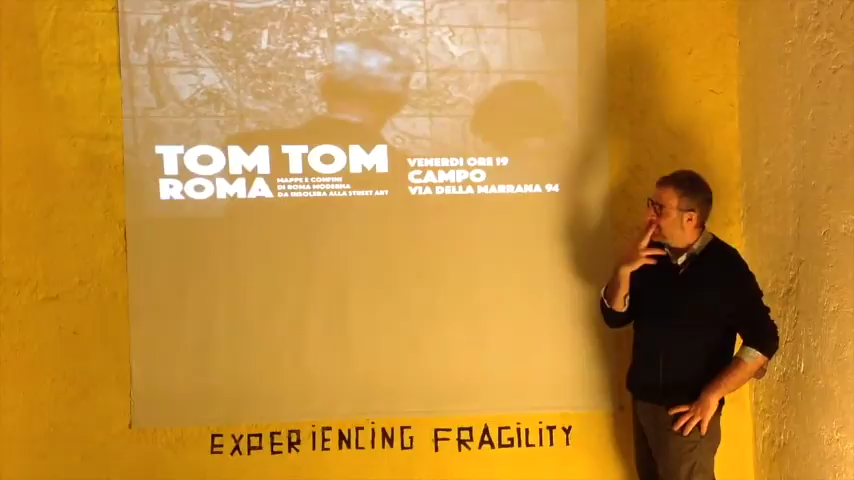 TOM TOM
ROMA
MAPPE E CONFINI
DI ROMA MODERNA
DA INSOLERA ALLA STREET ART
VENERDI ORE 19
CAMPO
VIA DELLA MARRANA 94
EXPERIENCING FRAGILITY